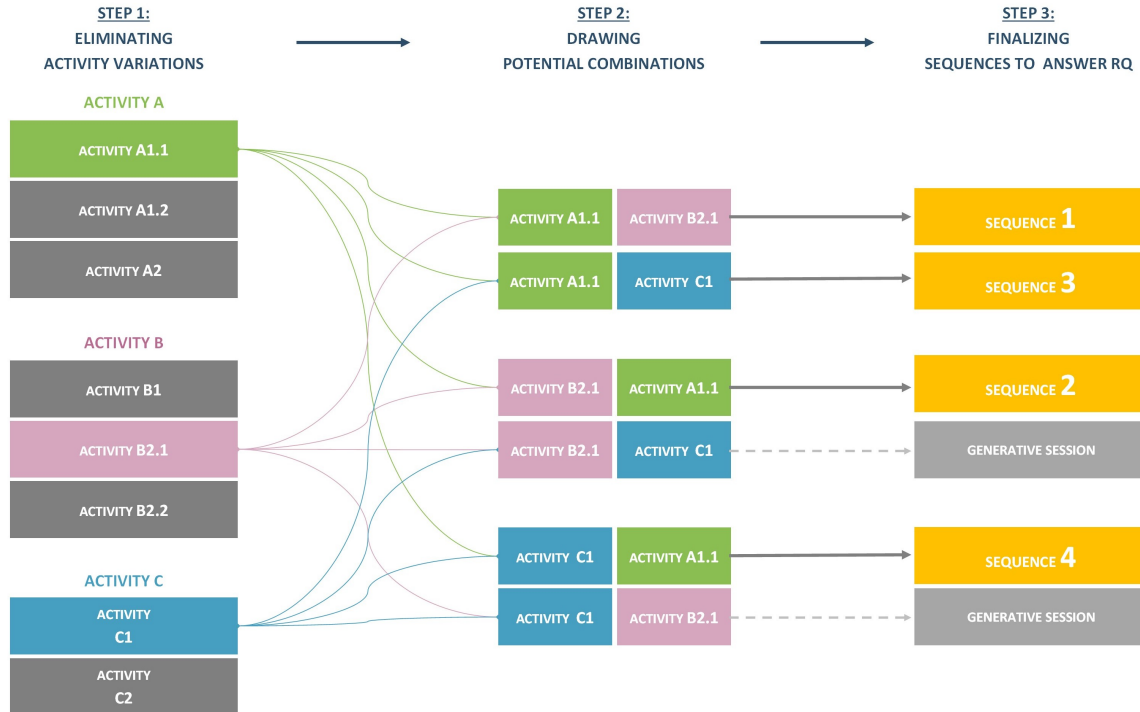 STEP 1:
ELIMINATING
ACTIVITY VARIATIONS
STEP 2:
DRAWING
POTENTIAL COMBINATIONS
STEP 3:
FINALIZING
SEQUENCES TO ANSWER RQ
ACTIVITY A
ACTIVITY A1.1
ACTIVITY A1.2
ACTIVITY A2
ACTIVITY B
ACTIVITY B1
ACTIVITY B2.1
ACTIVITY B2.2
ACTIVITY C
ACTIVITY
C1
ACTIVITY
C2
ACTIVITY A1.1
ACTIVITY B2.1
ACTIVITY A1.1
ACTIVITY C1
ACTIVITY B2.1
ACTIVITY A1.1
ACTIVITY B2.1
ACTIVITY C1
ACTIVITY C1
ACTIVITY A1.1
ACTIVITY C1
ACTIVITY B2.1
SEQUENCE 1
SEQUENCE 3
SEQUENCE 2
GENERATIVE SESSION
SEQUENCE 4
GENERATIVE SESSION